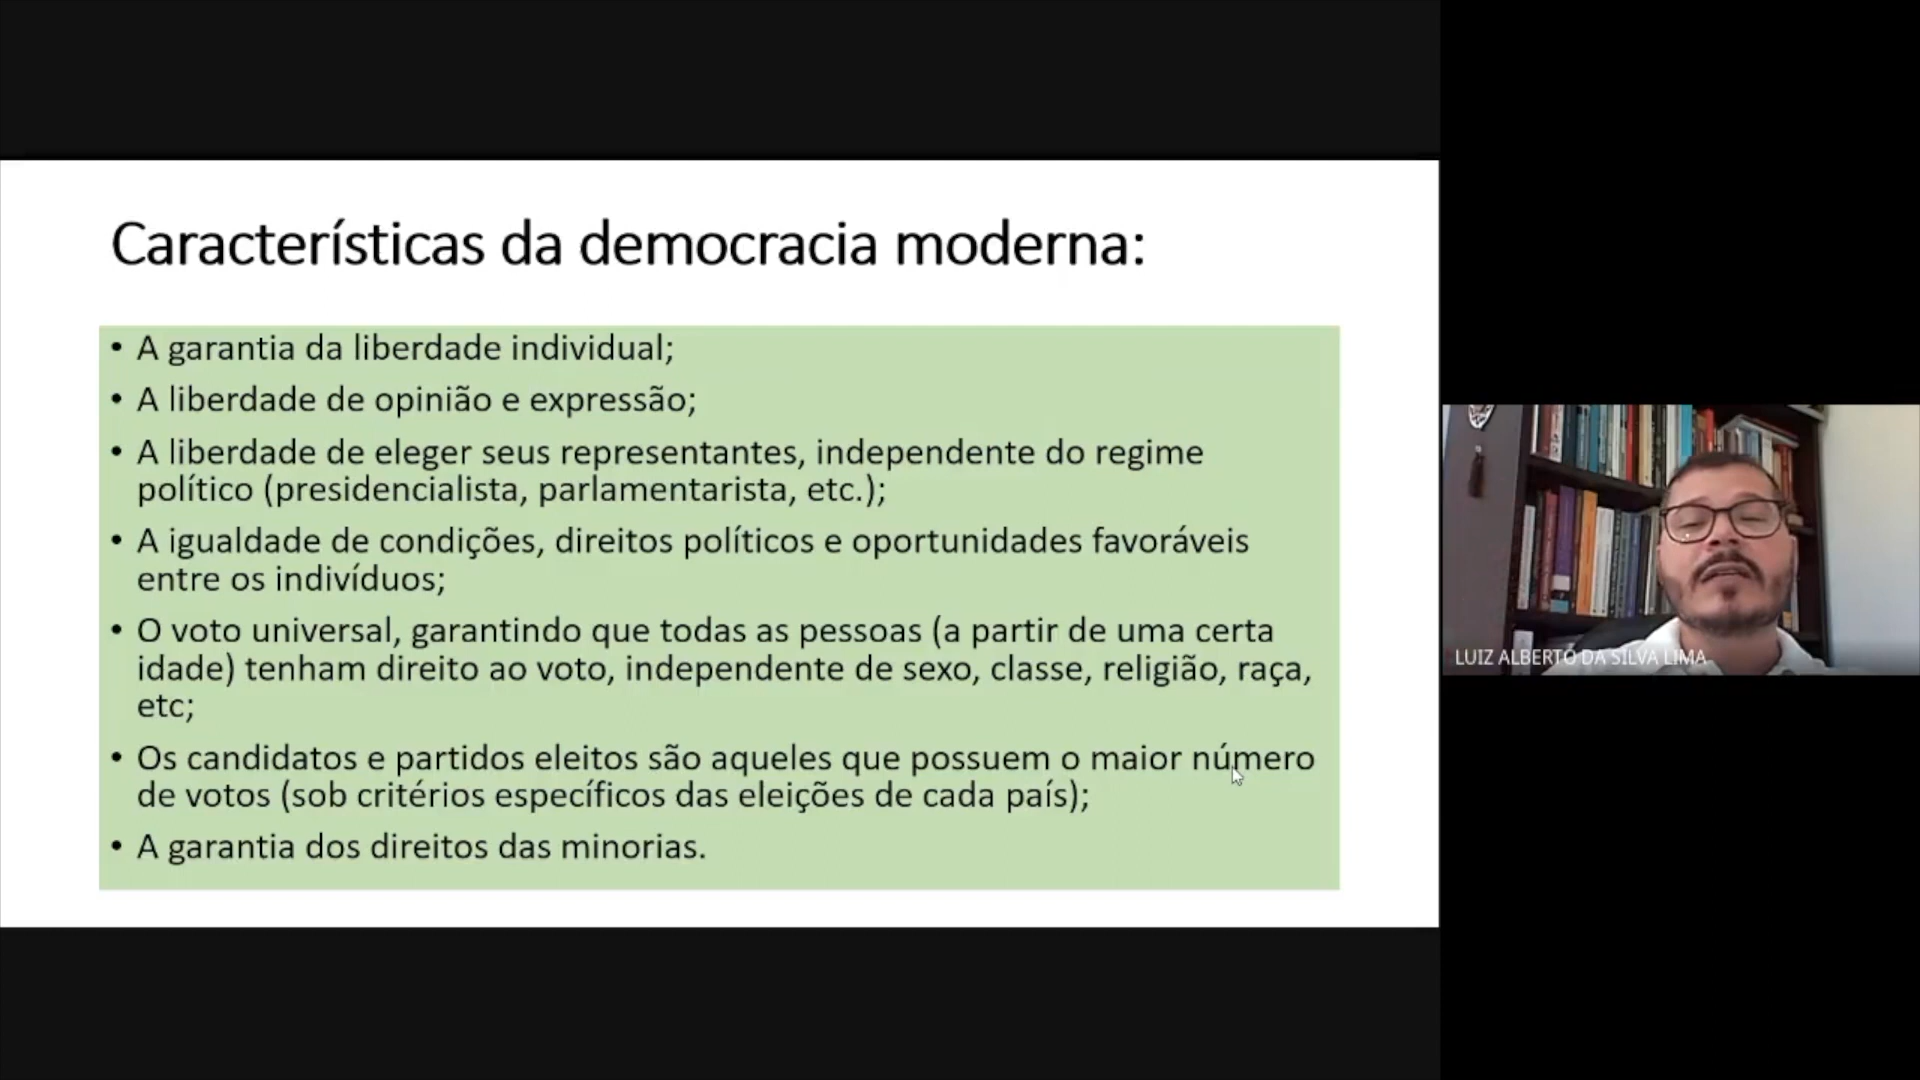 Características da democracia moderna:
• A garantia da liberdade individual;
• A liberdade de opinião e expressão;
• A liberdade de eleger seus representantes, independente do regime
político (presidencialista, parlamentarista, etc.);
• A igualdade de condições, direitos políticos e oportunidades favoráveis
entre os indivíduos;
• O voto universal, garantindo que todas as pessoas (a partir de uma certa
idade) tenham direito ao voto, independente de sexo, classe, religião, raça,
etc;
• Os candidatos e partidos eleitos são aqueles que possuem o maior número
de votos (sob critérios específicos das eleições de cada país);
• A garantia dos direitos das minorias.
LUIZ ALBERTO DA SILVA LIMA